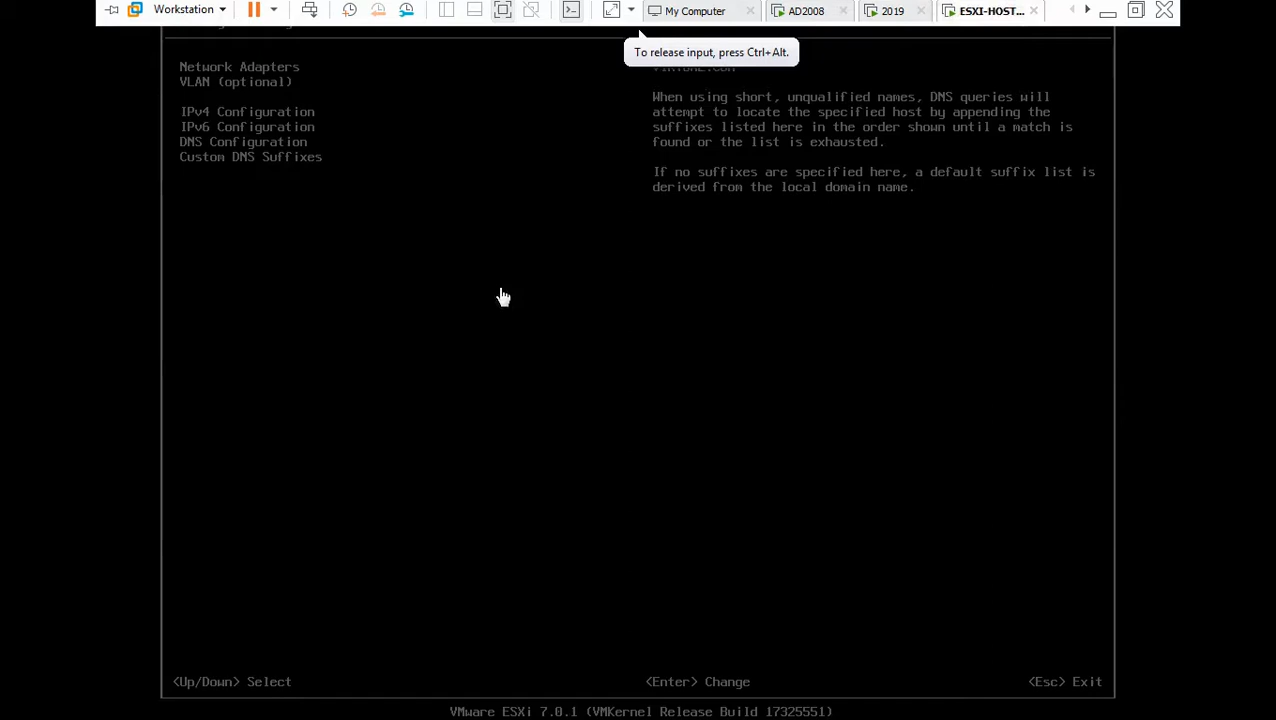 Workstation
My Computer
AD2008
2019
ESXI-HOST...
To release input, press Ctrl+Alt.
Network Adapters
VLAN (optional)
IPv4 Configuration
IPv6 Configuration
DNS Configuration
Custom DNS Suffixes
When using short, unqualified names, DNS queries will
attempt to locate the specified host by appending the
suffixes listed here in the order shown until a match is
found or the list is exhausted.
If no suffixes are specified here, a default suffix list is
derived from the local domain name.
<Up/Down> Select
<Enter> Change
<Esc> Exit
VMware ESXi 7.0.1 (VMKernel Release Build 17325551)